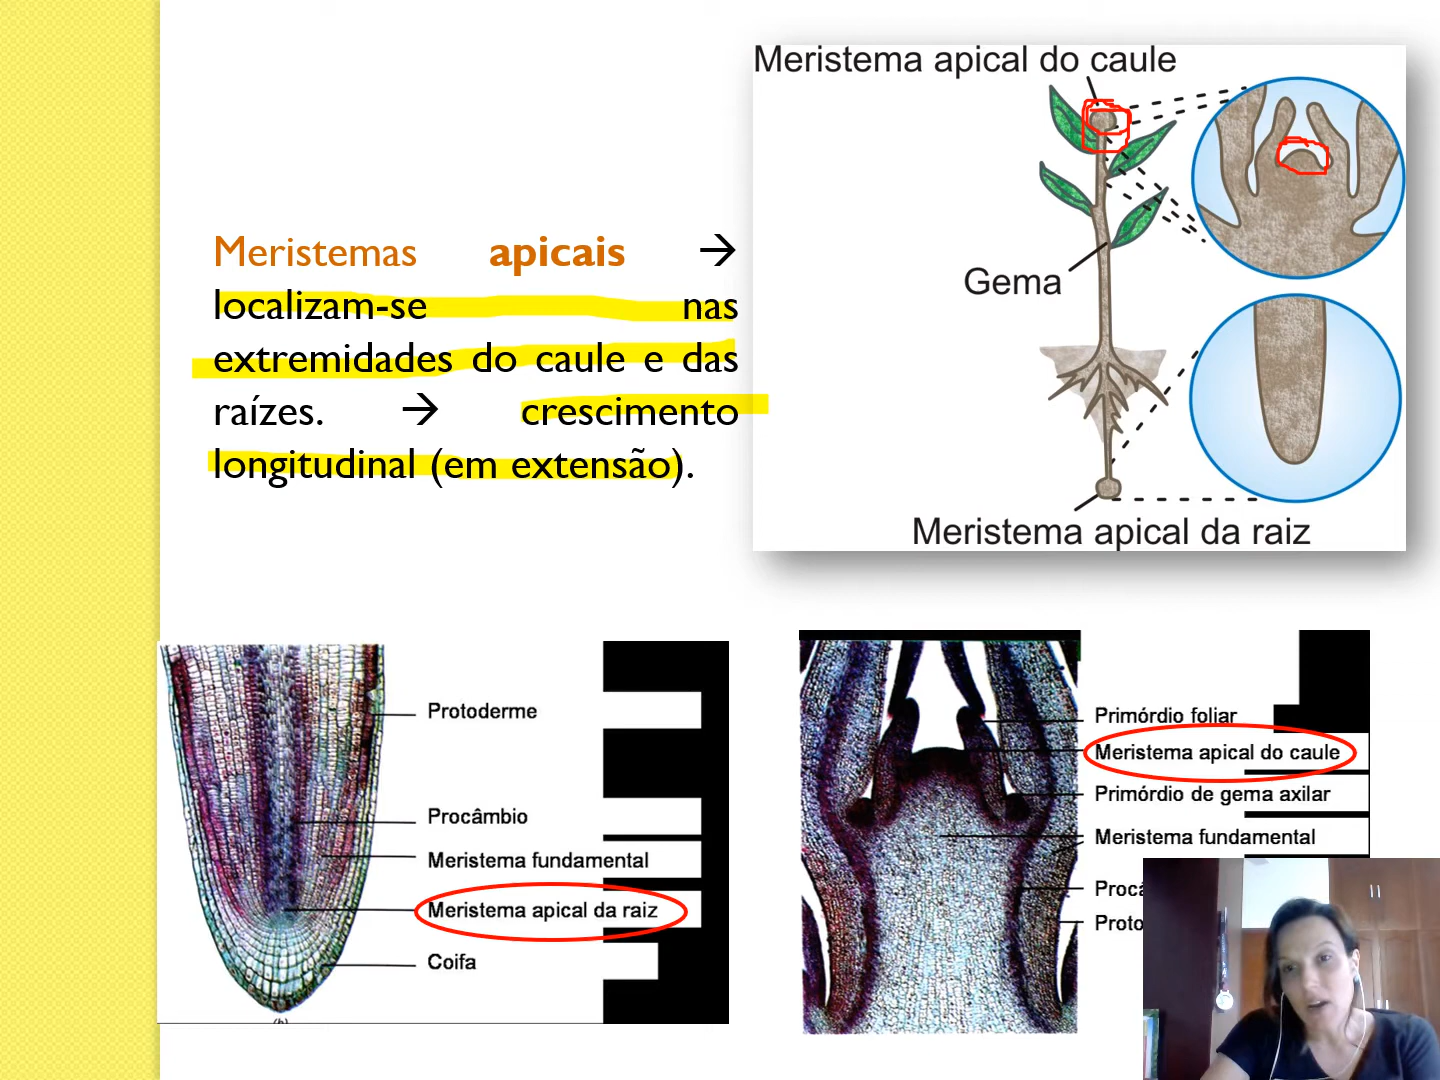 Meristema apical do caule
Meristemas apicais →
localizam-se nas
extremidades do caule e das
raízes. → crescimento
longitudinal (em extensão).
Gema
Meristema apical da raiz
Protoderme
Procâmbio
Meristema fundamental
Meristema apical da raiz
Coifa
(b)
Primórdio foliar
Meristema apical do caule
Primórdio de gema axilar
Meristema fundamental
Procâ
Proto